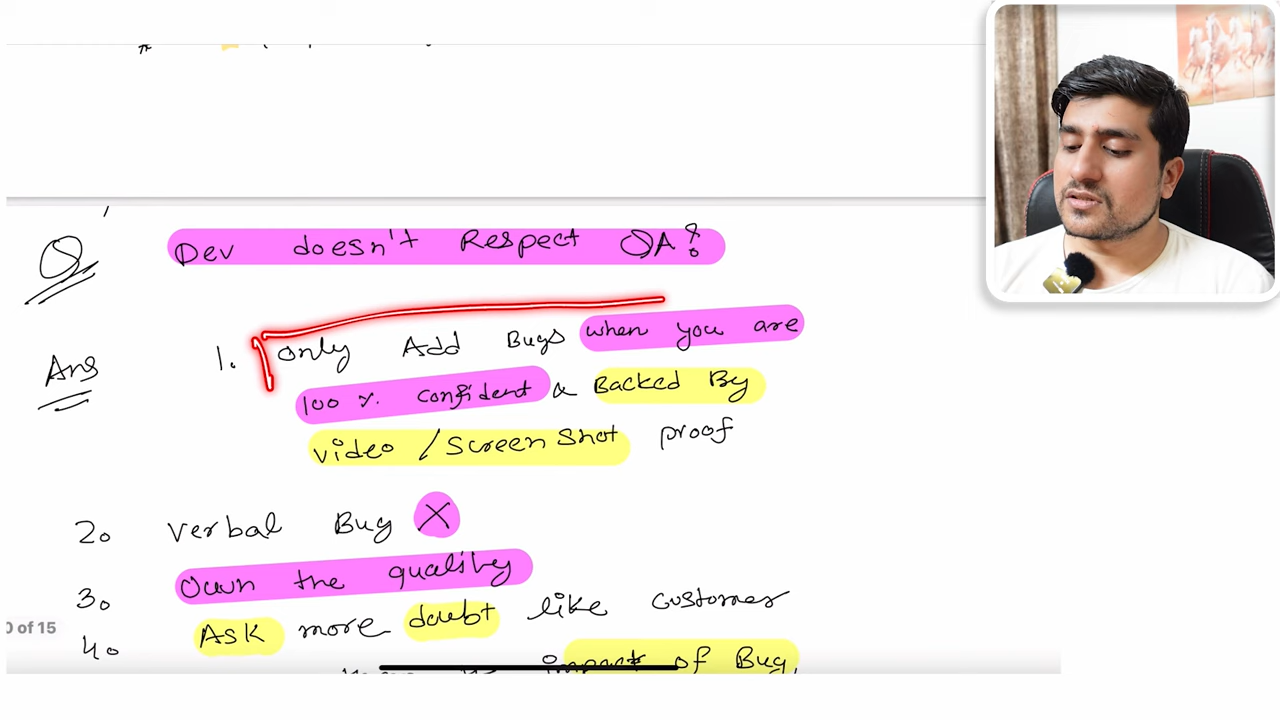 Q Dev doesn't Respect QA?
Ans 1. only Add Bugs when you are
100 %. confident & Backed By
video / Screen Shot proof
2. Verbal Bug X
3. Own the quality
4. Ask more doubt like customer
impact of Bug.
0 of 15